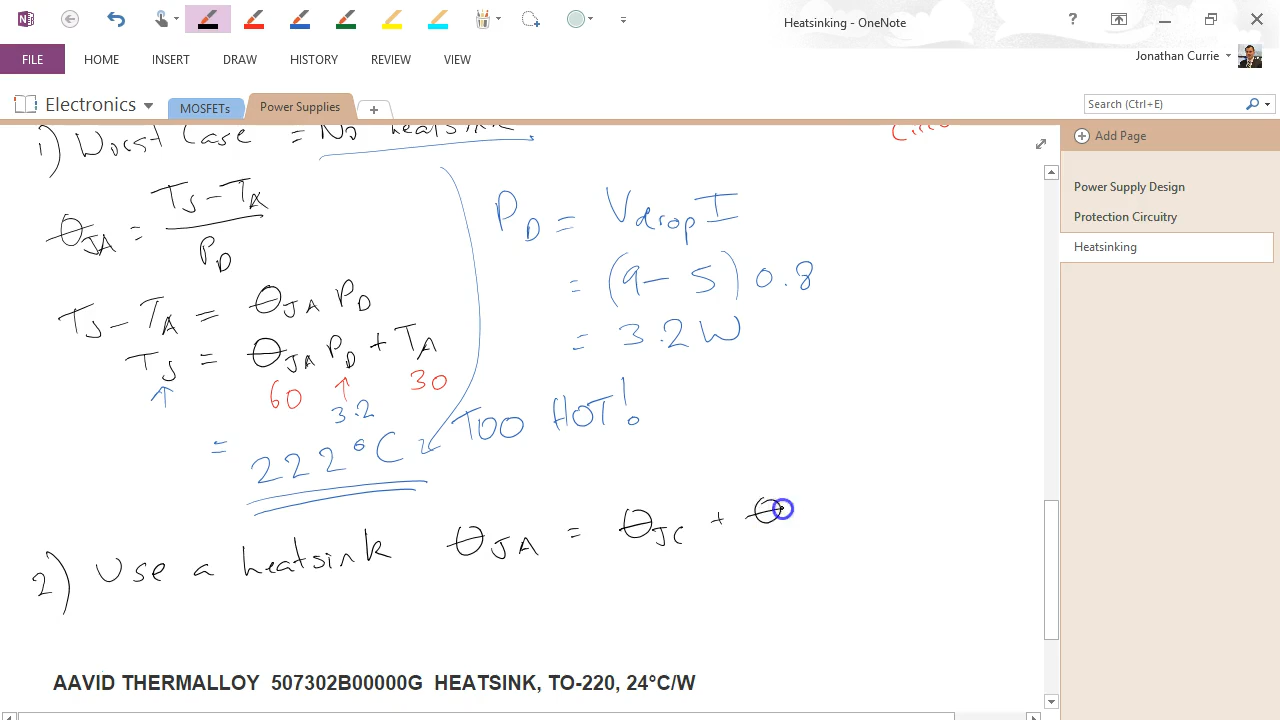 Heatsinking - OneNote
Jonathan Currie
FILE HOME INSERT DRAW HISTORY REVIEW VIEW
Electronics MOSFETs Power Supplies
Search (Ctrl+E)
Add Page
Power Supply Design
Protection Circuitry
Heatsinking
1) Worst Case = No heatsink
θJA = TJ - TA / PD
TJ - TA = θJA PD
TJ = θJA PD + TA
60 3.2 30
= 222°C TOO HOT!
PD = Vdrop I
= (9 - 5) 0.8
= 3.2 W
2) Use a heatsink θJA = θJC + θ
AAVID THERMALLOY 507302B00000G HEATSINK, TO-220, 24°C/W